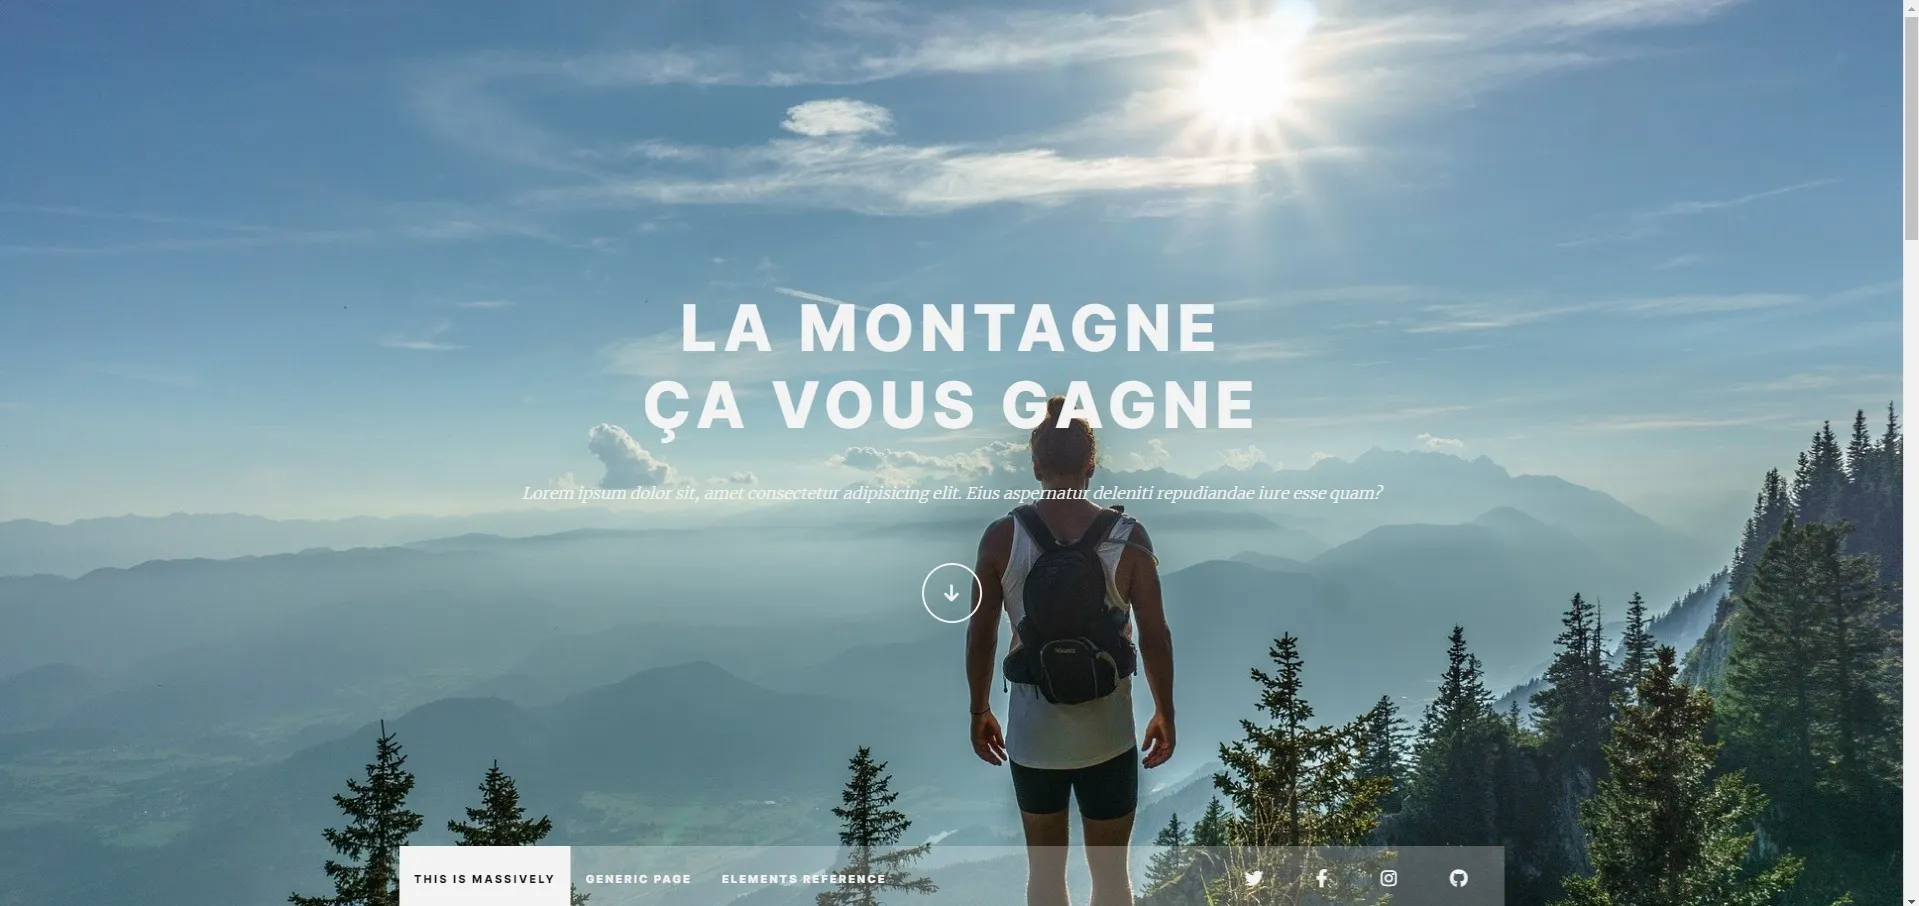 LA MONTAGNE
ÇA VOUS GAGNE
Lorem ipsum dolor sit, amet consectetur adipisicing elit. Eius aspernatur deleniti repudiandae iure esse quam?
THIS IS MASSIVELY
GENERIC PAGE
ELEMENTS REFERENCE